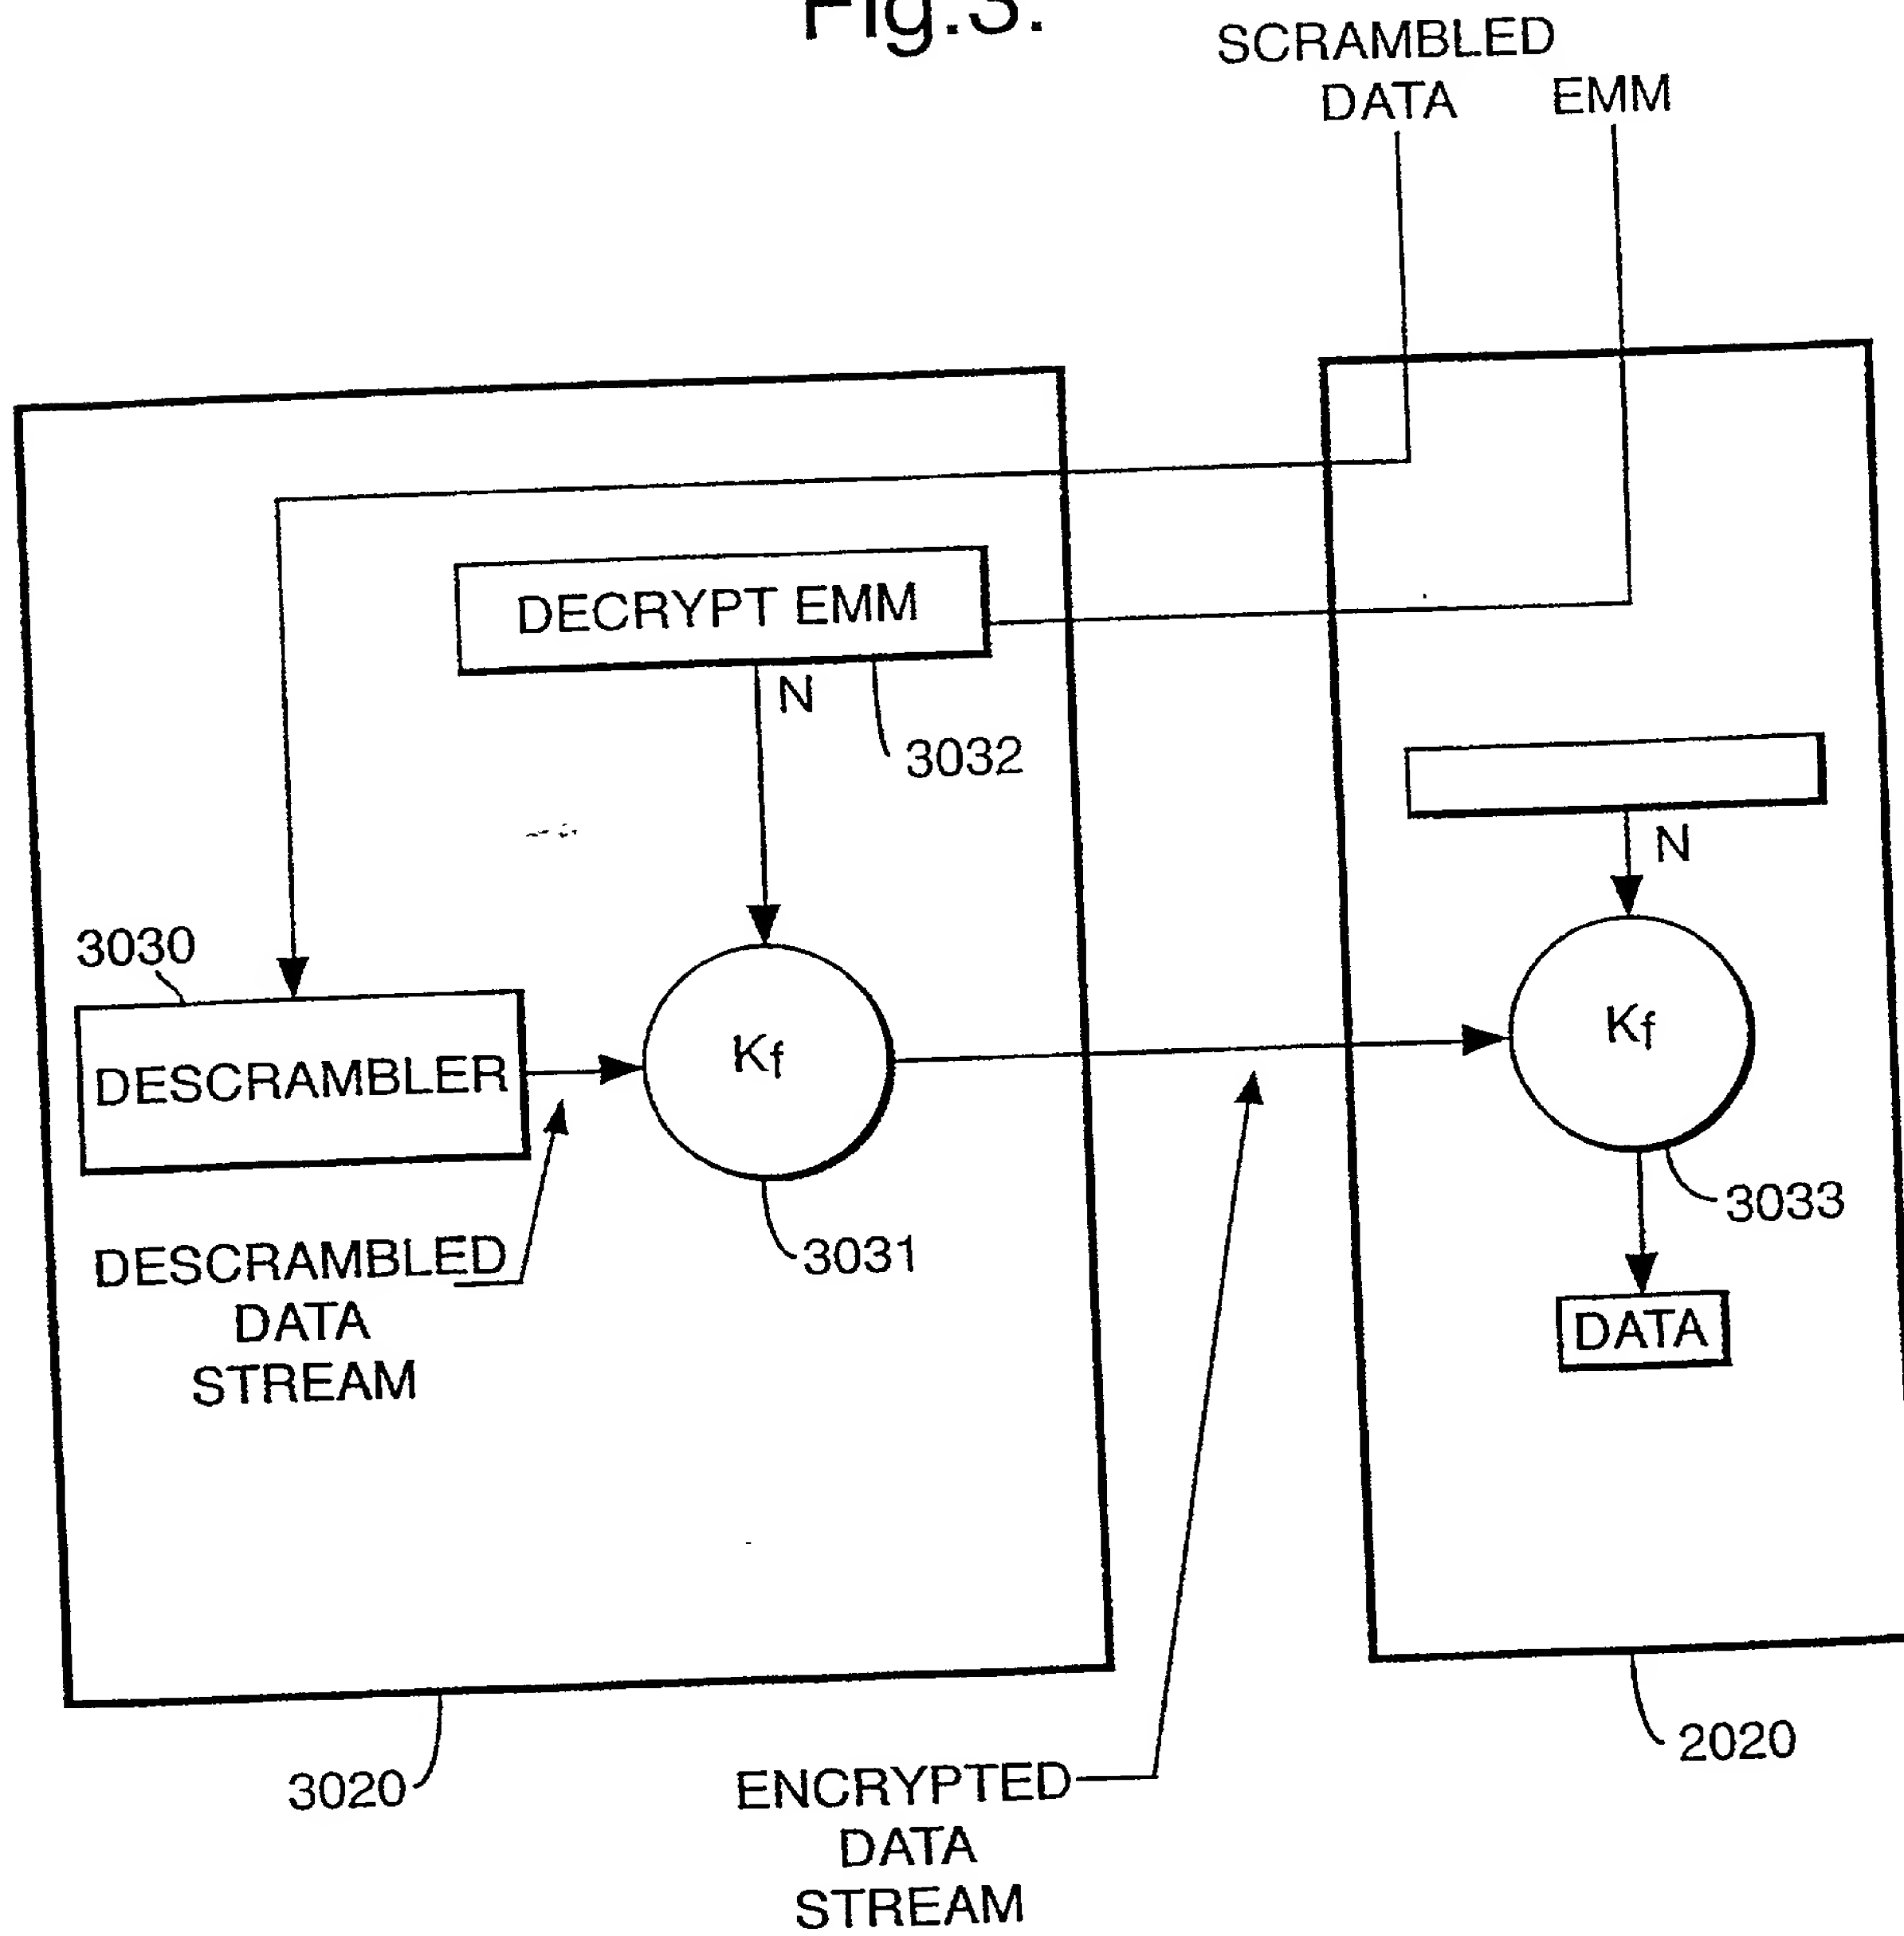 Fig.3.
SCRAMBLED
DATA
EMM
DECRYPT EMM
N
3032
N
3030
DESCRAMBLER
Kf
Kf
3033
3031
DESCRAMBLED
DATA
STREAM
DATA
3020
2020
ENCRYPTED
DATA
STREAM